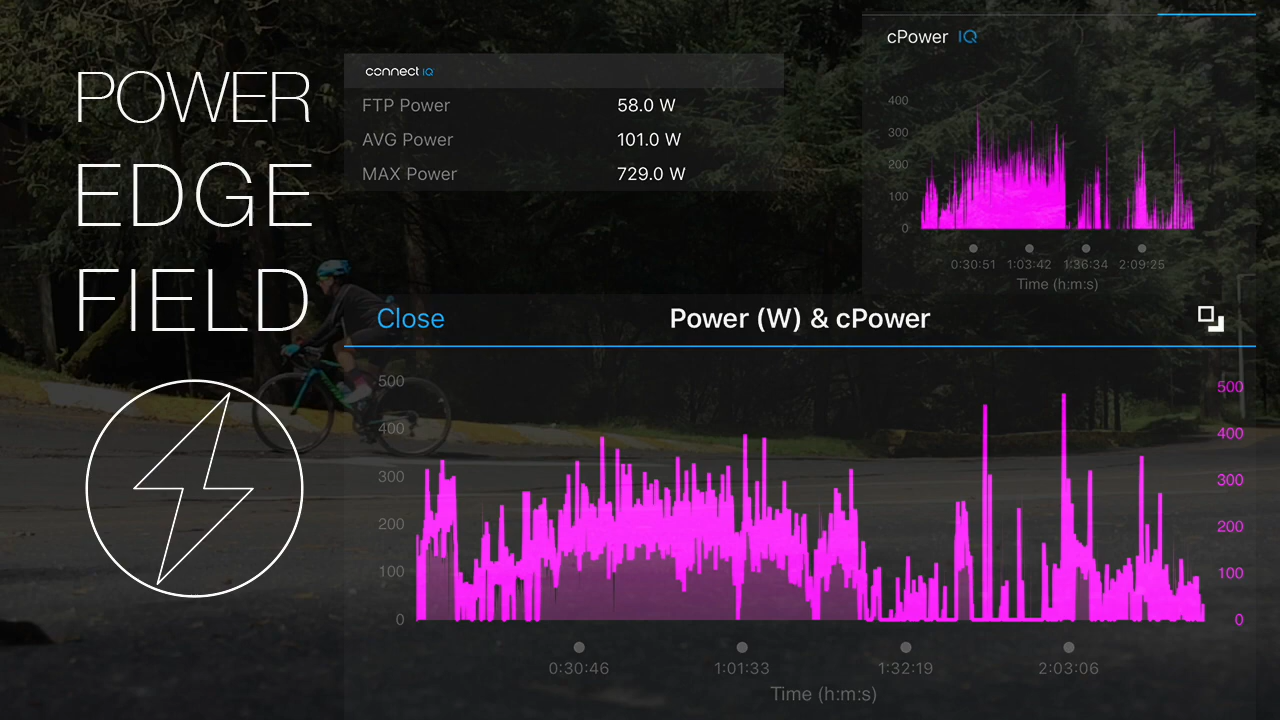 POWER
EDGE
FIELD
connect IQ
FTP Power 58.0 W
AVG Power 101.0 W
MAX Power 729.0 W
cPower IQ
400
300
200
100
0
0:30:51 1:03:42 1:36:34 2:09:25
Time (h:m:s)
Close Power (W) & cPower
500 500
400 400
300 300
200 200
100 100
0 0
0:30:46 1:01:33 1:32:19 2:03:06
Time (h:m:s)